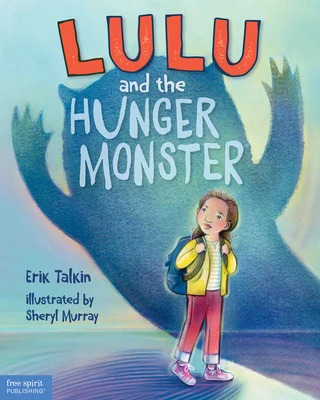 LULU
and the
HUNGER
MONSTER
Erik Talkin
illustrated by
Sheryl Murray
free spirit
PUBLISHING®